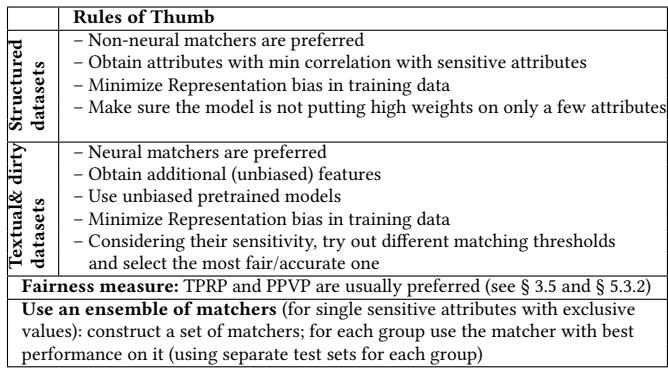 Rules of Thumb
Structured
datasets
– Non-neural matchers are preferred
– Obtain attributes with min correlation with sensitive attributes
– Minimize Representation bias in training data
– Make sure the model is not putting high weights on only a few attributes
Textual& dirty
datasets
– Neural matchers are preferred
– Obtain additional (unbiased) features
– Use unbiased pretrained models
– Minimize Representation bias in training data
– Considering their sensitivity, try out different matching thresholds
and select the most fair/accurate one
Fairness measure: TPRP and PPVP are usually preferred (see § 3.5 and § 5.3.2)
Use an ensemble of matchers (for single sensitive attributes with exclusive
values): construct a set of matchers; for each group use the matcher with best
performance on it (using separate test sets for each group)